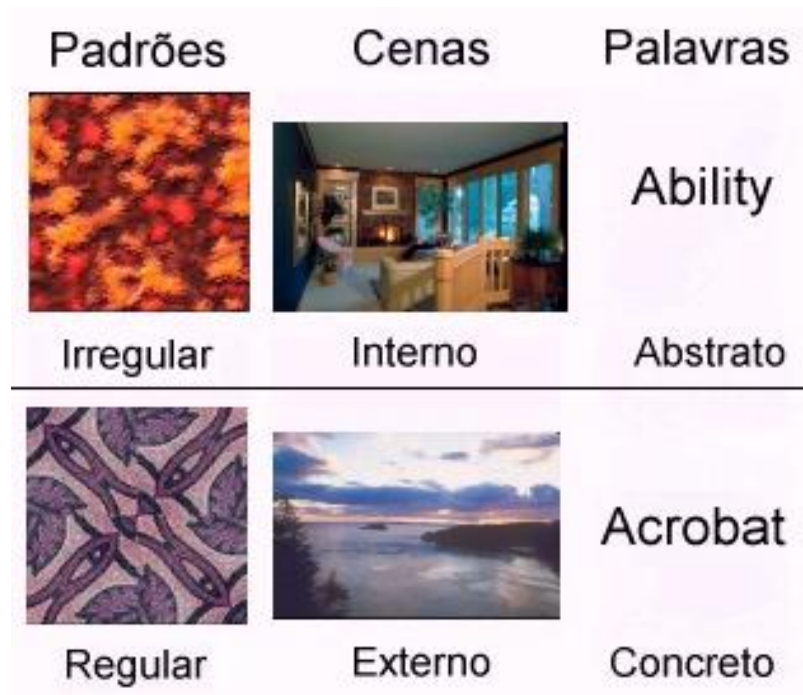 Padrões Cenas Palavras
Ability
Irregular Interno Abstrato
Acrobat
Regular Externo Concreto